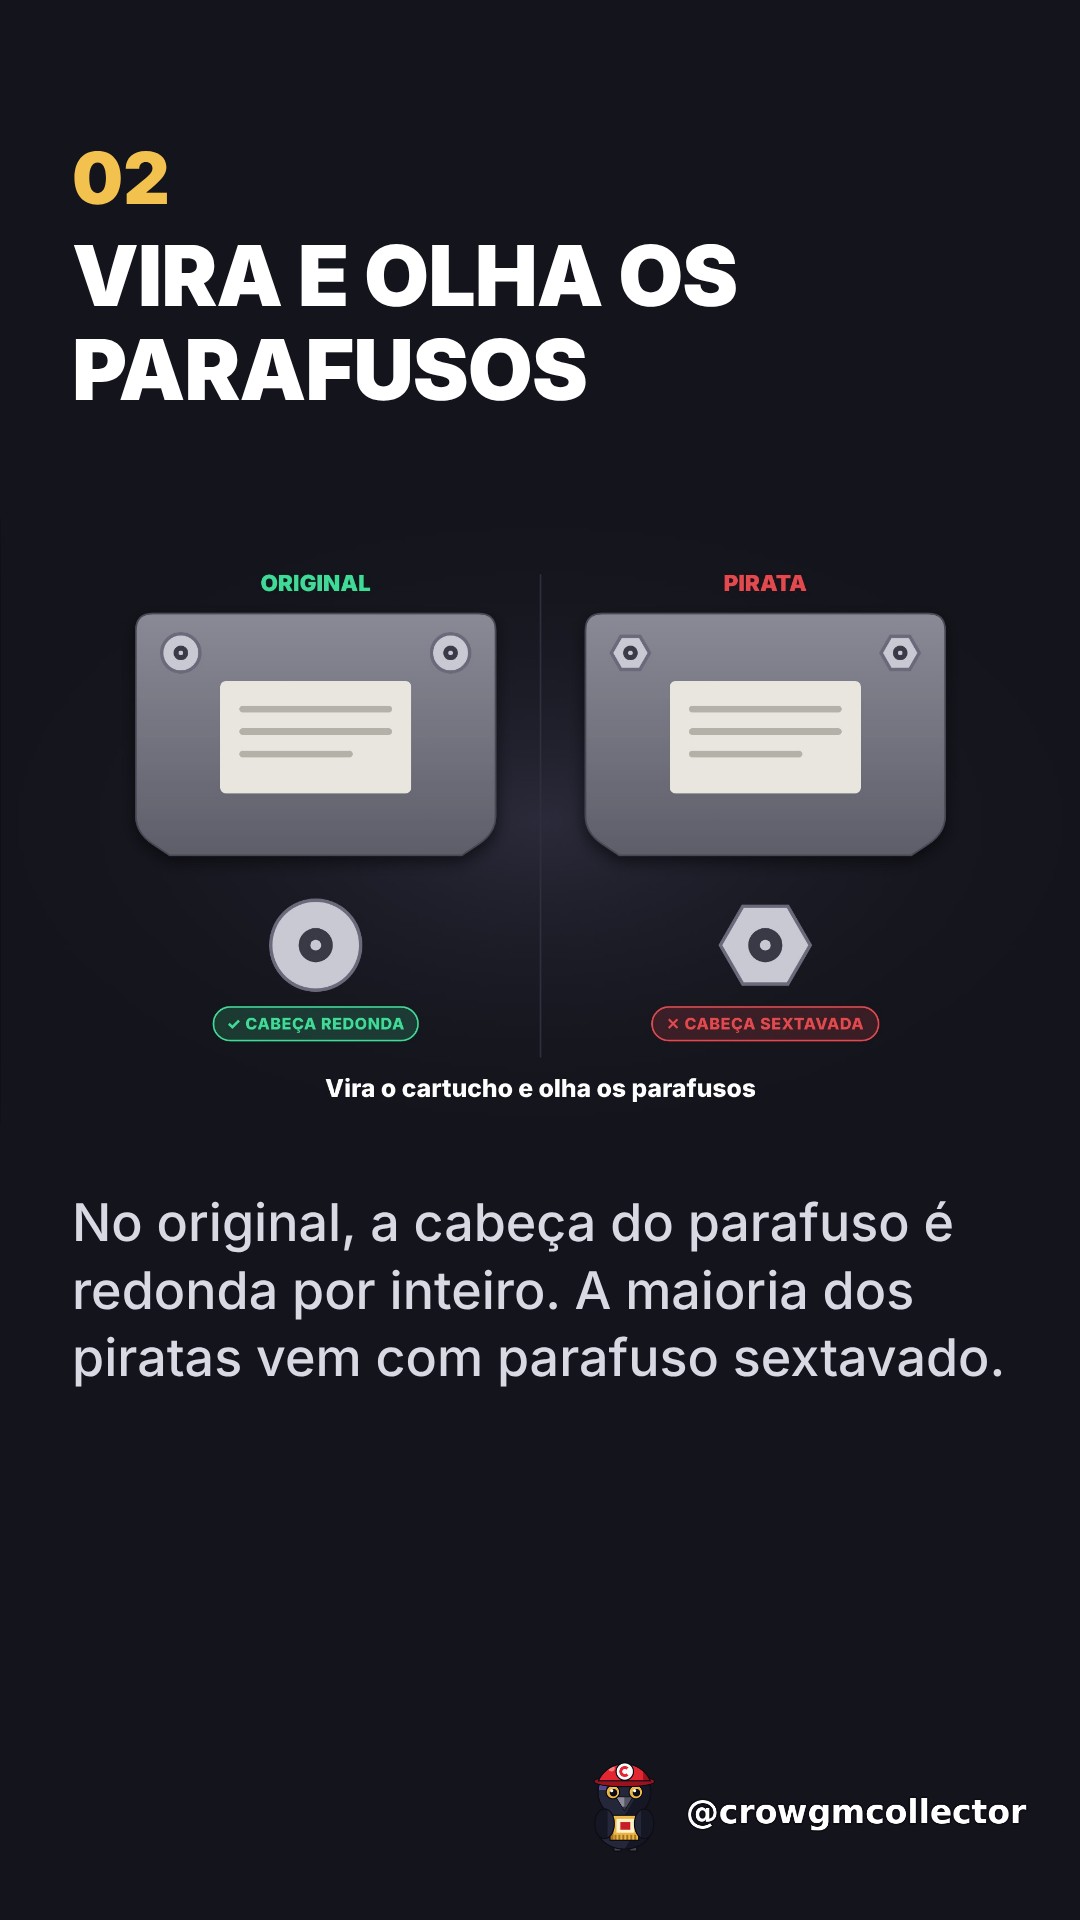 02
VIRA E OLHA OS
PARAFUSOS
ORIGINAL
PIRATA
✓ CABEÇA REDONDA
✕ CABEÇA SEXTAVADA
Vira o cartucho e olha os parafusos
No original, a cabeça do parafuso é
redonda por inteiro. A maioria dos
piratas vem com parafuso sextavado.
C
@crowgmcollector